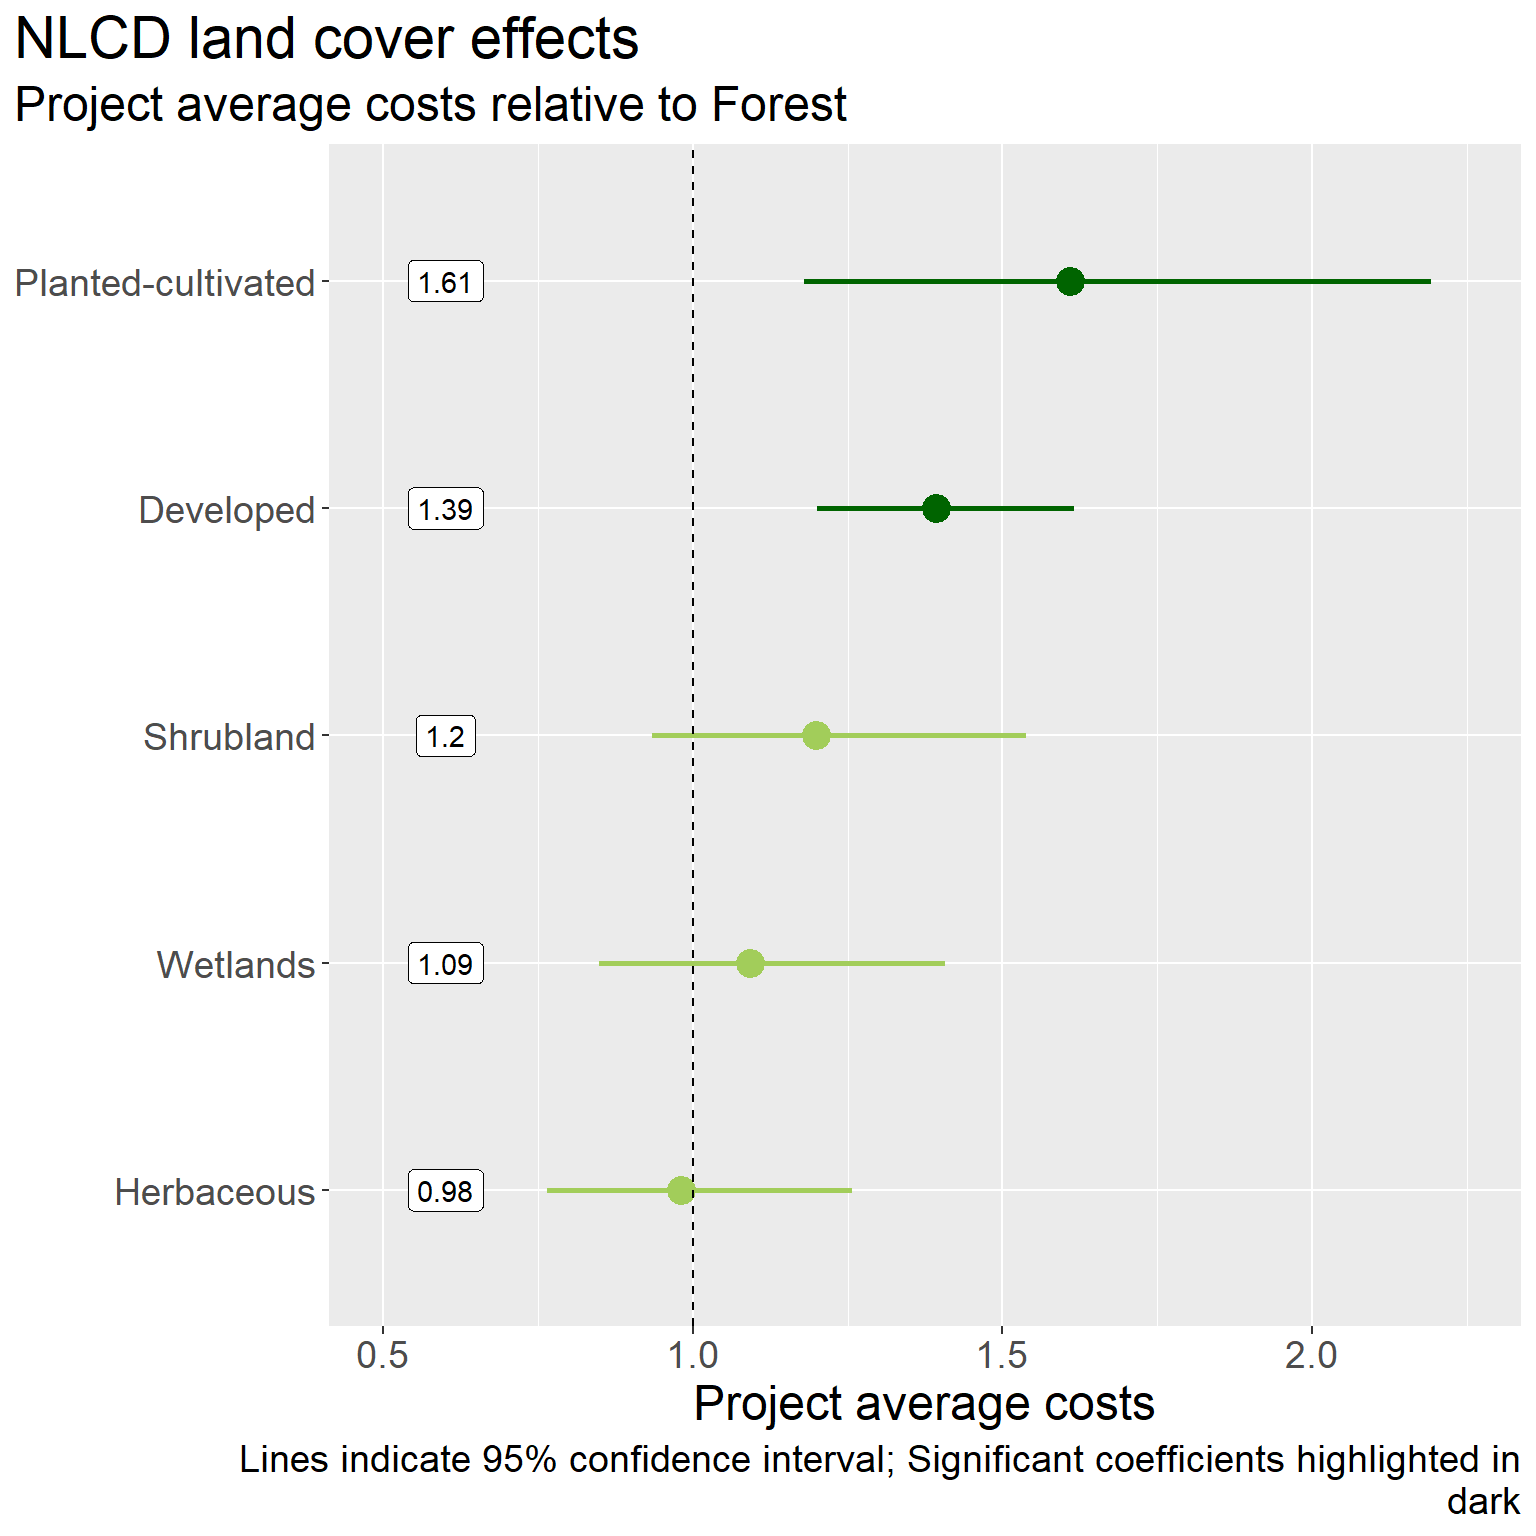 NLCD land cover effects
Project average costs relative to Forest
Planted-cultivated 1.61
Developed 1.39
Shrubland 1.2
Wetlands 1.09
Herbaceous 0.98
0.5 1.0 1.5 2.0
Project average costs
Lines indicate 95% confidence interval; Significant coefficients highlighted in
dark